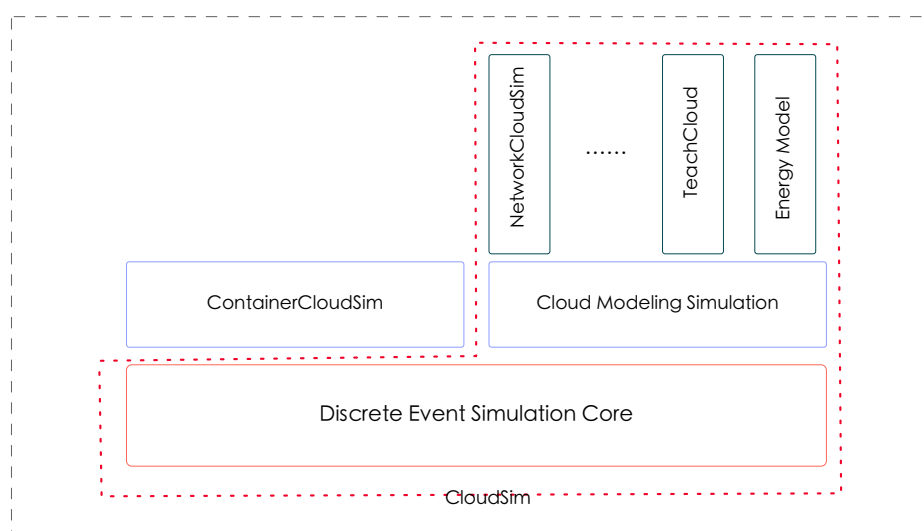 NetworkCloudSim
......
TeachCloud
Energy Model
ContainerCloudSim
Cloud Modeling Simulation
Discrete Event Simulation Core
CloudSim